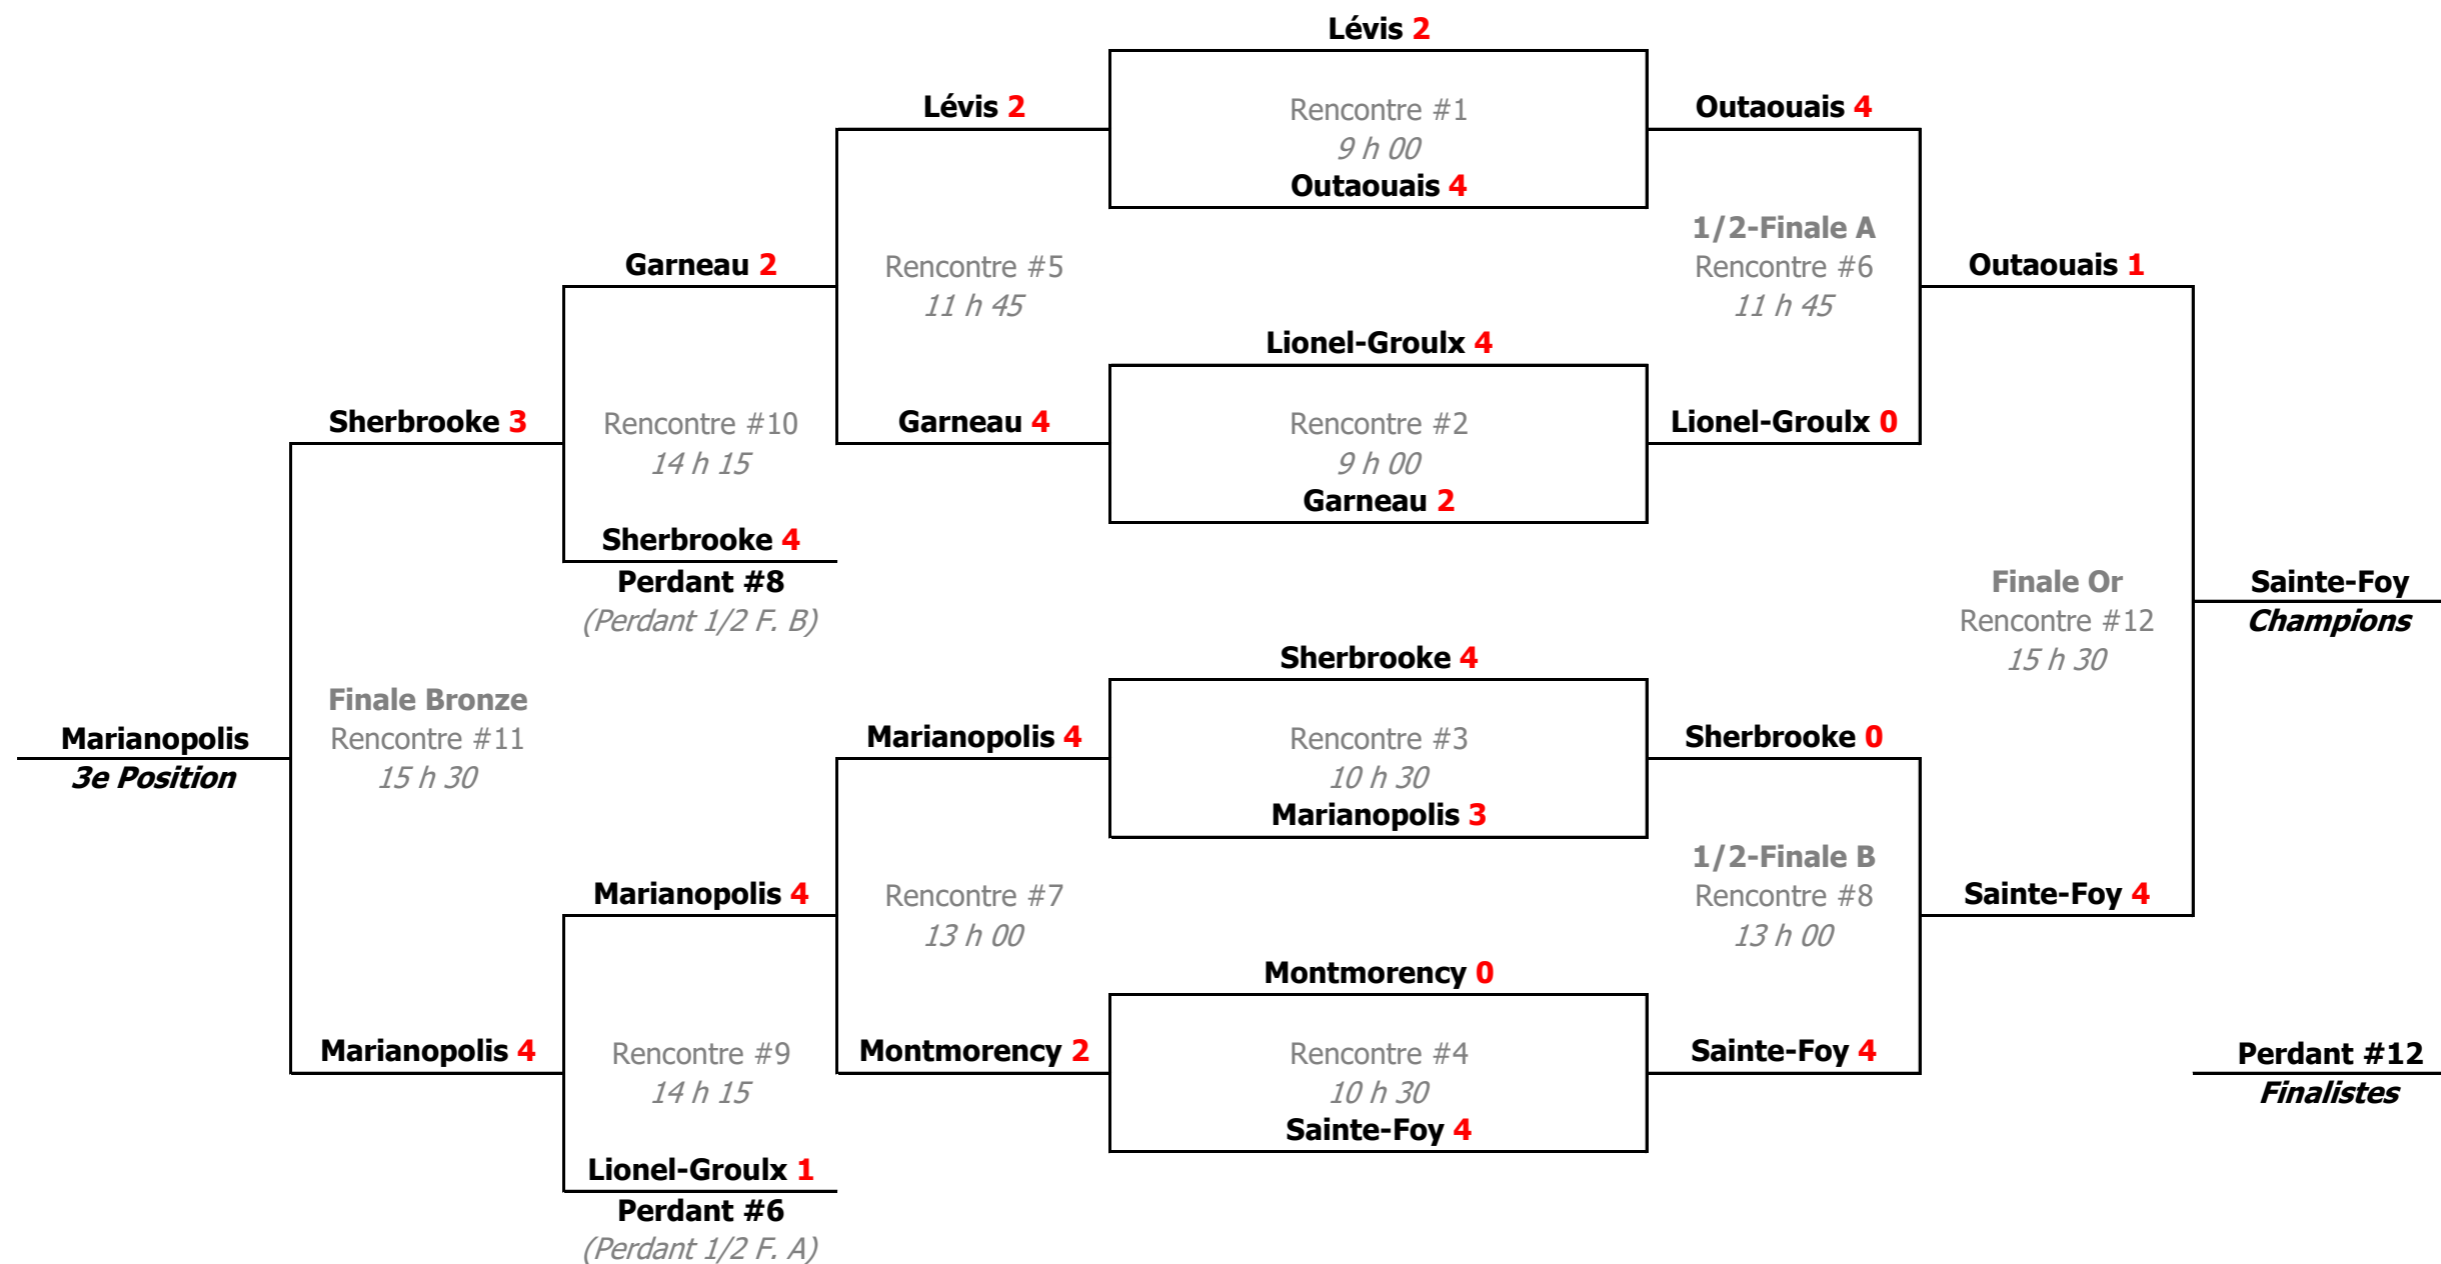 Lévis 2
Lévis 2
Rencontre #1
Outaouais 4
9 h 00
Outaouais 4
1/2-Finale A
Garneau 2
Rencontre #5
Rencontre #6
Outaouais 1
11 h 45
11 h 45
Lionel-Groulx 4
Sherbrooke 3
Rencontre #10
Garneau 4
Rencontre #2
Lionel-Groulx 0
14 h 15
9 h 00
Garneau 2
Sherbrooke 4
Perdant #8
Finale Or
Sainte-Foy
(Perdant 1/2 F. B)
Rencontre #12
Champions
Sherbrooke 4
15 h 30
Finale Bronze
Marianopolis
Rencontre #11
Marianopolis 4
Rencontre #3
Sherbrooke 0
3e Position
15 h 30
10 h 30
Marianopolis 3
1/2-Finale B
Marianopolis 4
Rencontre #7
Rencontre #8
Sainte-Foy 4
13 h 00
13 h 00
Montmorency 0
Marianopolis 4
Rencontre #9
Montmorency 2
Rencontre #4
Sainte-Foy 4
Perdant #12
14 h 15
10 h 30
Finalistes
Sainte-Foy 4
Lionel-Groulx 1
Perdant #6
(Perdant 1/2 F. A)